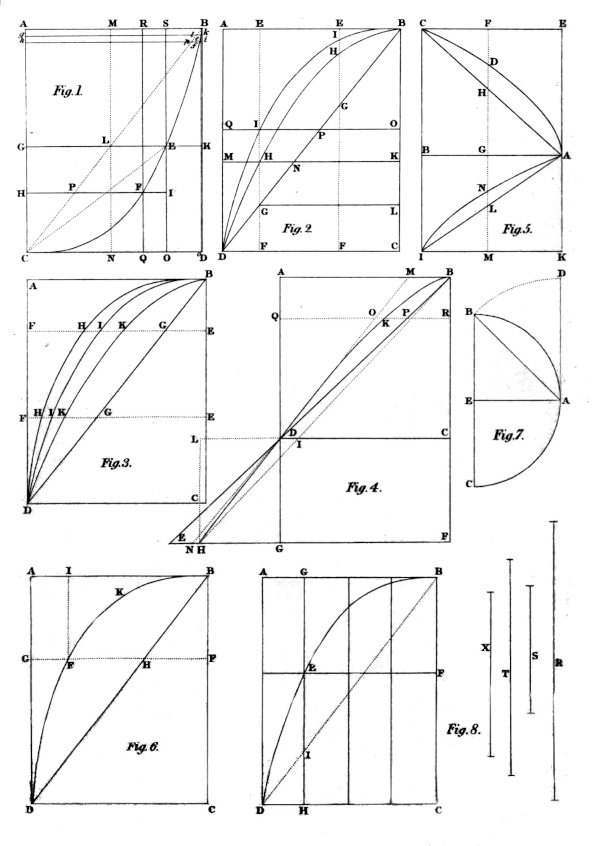 A M R S B
g l k
h i
Fig. 1.
G L E K
H P F I
C N Q O D
A E E B
I
H
G
Q I P O
M H N K
G L
Fig. 2.
D F F C
C F E
D
H
B G A
N
L
I M K
Fig. 5.
A B
F H I K G E
F H I K G E
Fig. 3.
C
D
A M B
Q O K P R
L D I C
Fig. 4.
E N H G F
D
B
E A
Fig. 7.
C
A I B
K
G E H F
Fig. 6.
D C
A G B
E F
I
Fig. 8.
D H C
X T S R